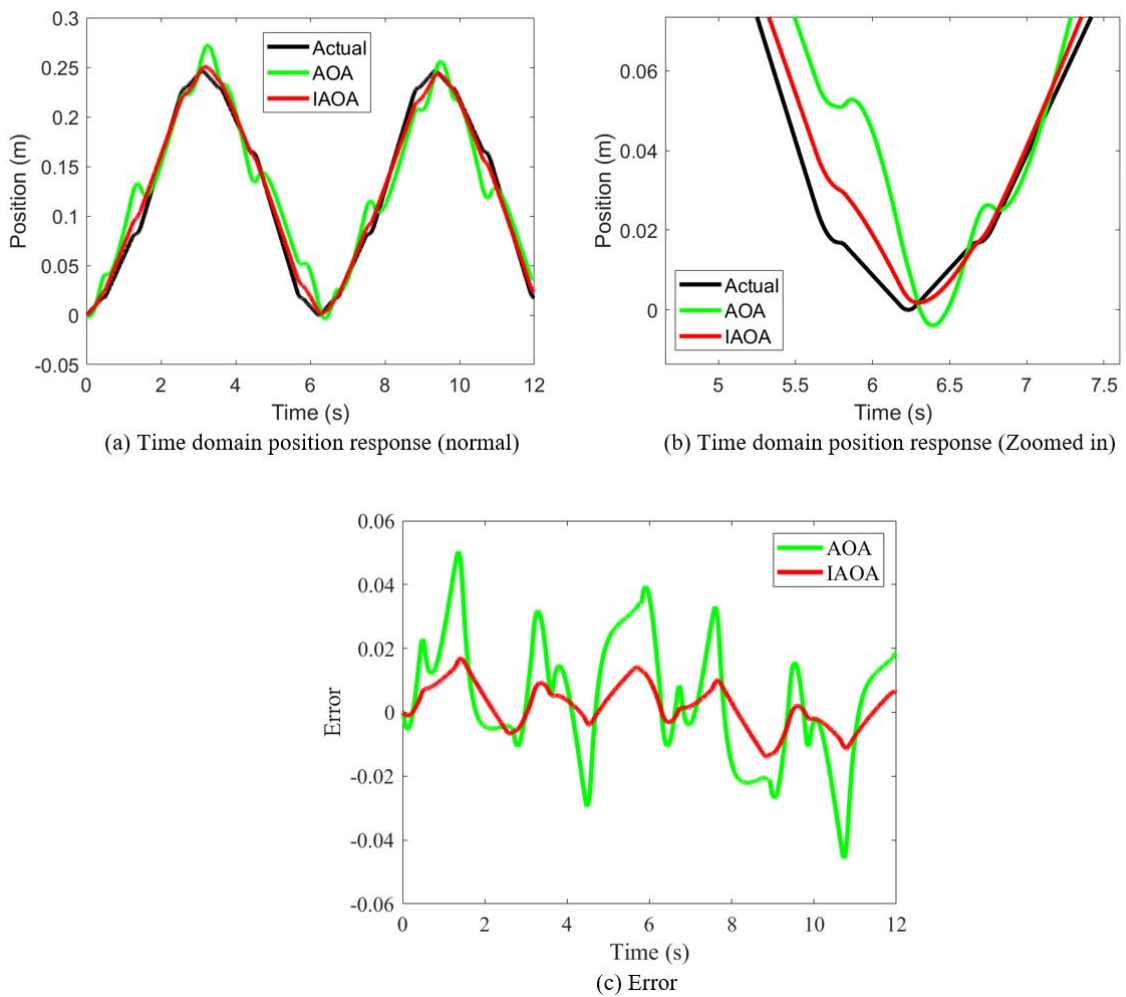 0.3
0.25
0.2
0.15
0.1
0.05
0
-0.05
Position (m)
Actual
AOA
IAOA
0 2 4 6 8 10 12
Time (s)
(a) Time domain position response (normal)
0.06
0.04
0.02
0
Position (m)
Actual
AOA
IAOA
5 5.5 6 6.5 7 7.5
Time (s)
(b) Time domain position response (Zoomed in)
0.06
0.04
0.02
0
-0.02
-0.04
-0.06
Error
AOA
IAOA
0 2 4 6 8 10 12
Time (s)
(c) Error